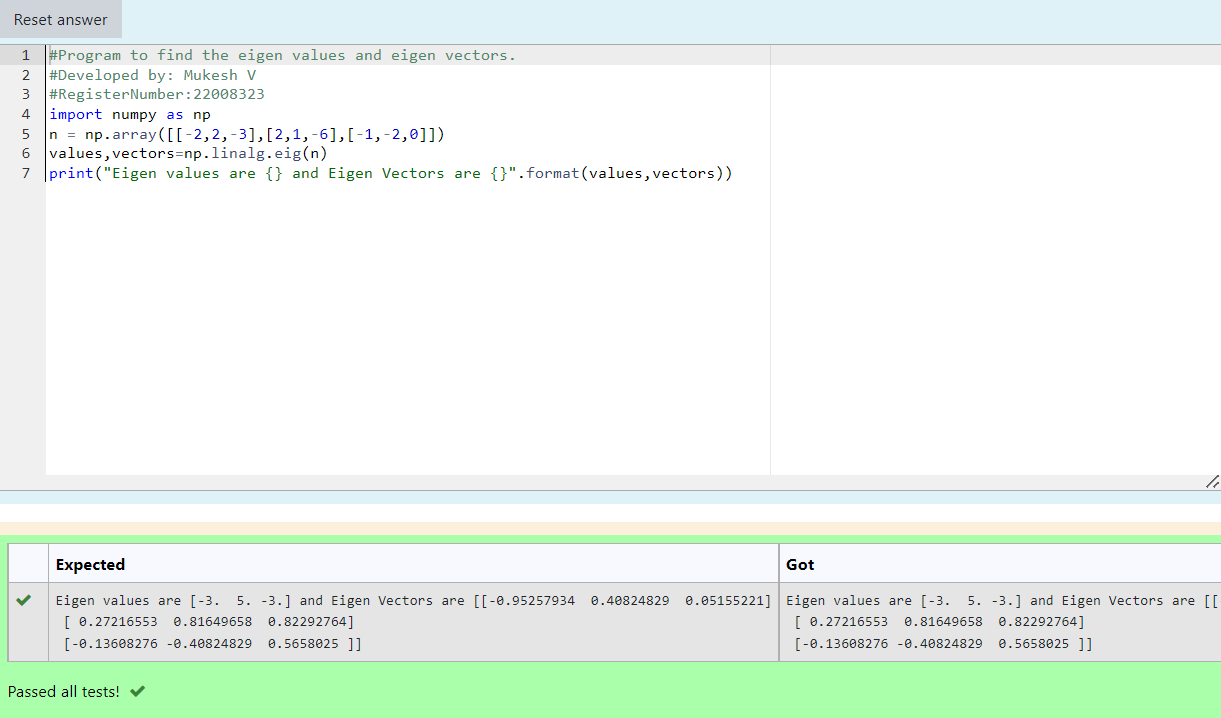 Reset answer
1 #Program to find the eigen values and eigen vectors.
2 #Developed by: Mukesh V
3 #RegisterNumber:22008323
4 import numpy as np
5 n = np.array([[-2,2,-3],[2,1,-6],[-1,-2,0]])
6 values,vectors=np.linalg.eig(n)
7 print("Eigen values are {} and Eigen Vectors are {}".format(values,vectors))
Expected Got
Eigen values are [-3.  5. -3.] and Eigen Vectors are [[-0.95257934  0.40824829  0.05155221] Eigen values are [-3.  5. -3.] and Eigen Vectors are [[-
[ 0.27216553  0.81649658  0.82292764] [ 0.27216553  0.81649658  0.82292764]
[-0.13608276 -0.40824829  0.5658025 ]] [-0.13608276 -0.40824829  0.5658025 ]]
Passed all tests!